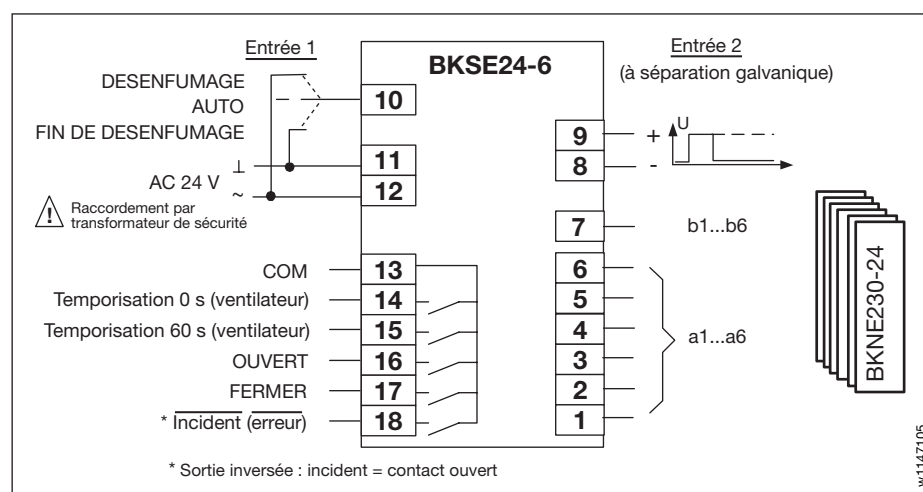 Entrée 1
BKSE24-6
Entrée 2
(à séparation galvanique)
DESENFUMAGE
AUTO
FIN DE DESENFUMAGE
10
11
12
⊥
AC 24 V
~
! Raccordement par
transformateur de sécurité
9
8
+
-
U
7
b1...b6
COM
13
Temporisation 0 s (ventilateur)
14
Temporisation 60 s (ventilateur)
15
OUVERT
16
FERMER
17
* Incident (erreur)
18
6
5
4
3
2
1
a1...a6
BKNE230-24
* Sortie inversée : incident = contact ouvert
w1147105